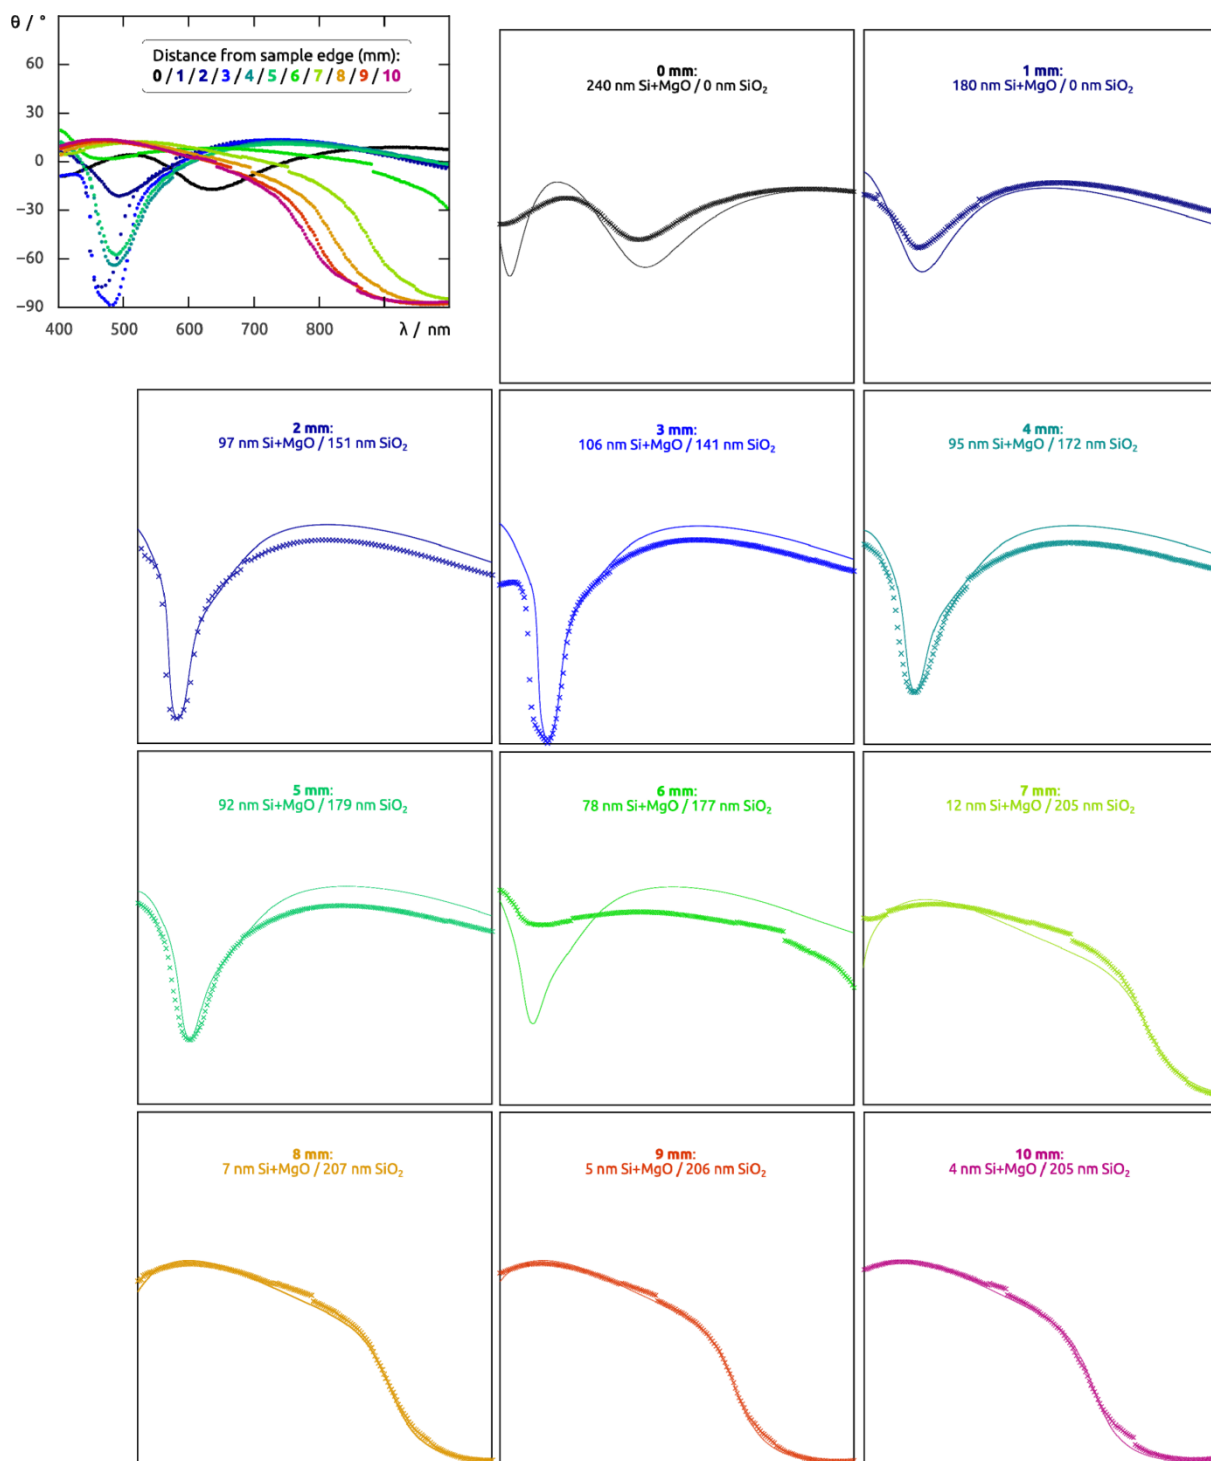 θ / °
400 500 600 700 800
Distance from sample edge (mm):
0 / 1 / 2 / 3 / 4 / 5 / 6 / 7 / 8 / 9 / 10
60
30
0
−30
−60
−90
400 500 600 800 λ / nm
0 mm:
240 nm Si+MgO / 0 nm SiO₂
1 mm:
180 nm Si+MgO / 0 nm SiO₂
2 mm:
97 nm Si+MgO / 151 nm SiO₂
3 mm:
106 nm Si+MgO / 141 nm SiO₂
4 mm:
95 nm Si+MgO / 172 nm SiO₂
5 mm:
92 nm Si+MgO / 179 nm SiO₂
6 mm:
78 nm Si+MgO / 177 nm SiO₂
7 mm:
12 nm Si+MgO / 205 nm SiO₂
8 mm:
7 nm Si+MgO / 207 nm SiO₂
9 mm:
5 nm Si+MgO / 206 nm SiO₂
10 mm:
4 nm Si+MgO / 205 nm SiO₂